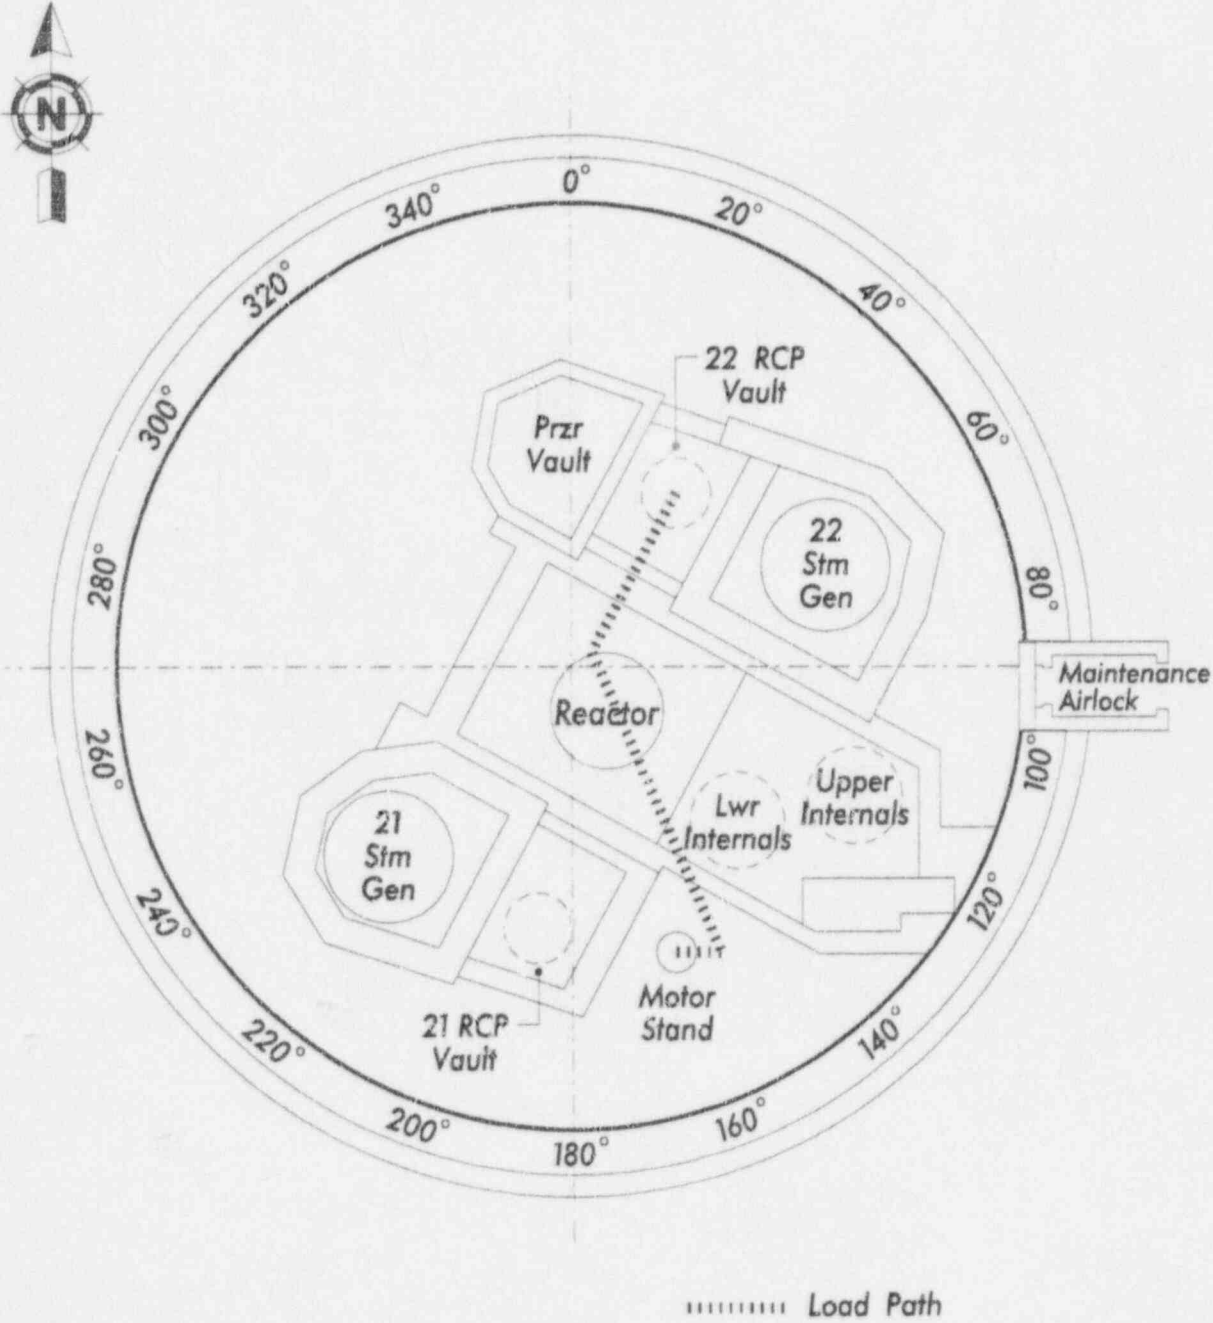 N
0°
20°
40°
60°
80°
100°
120°
140°
160°
180°
200°
220°
240°
260°
280°
300°
320°
340°
22 RCP
Vault
Przr
Vault
22
Stm
Gen
Maintenance
Airlock
Reactor
Upper
Internals
Lwr
Internals
21
Stm
Gen
Motor
Stand
21 RCP
Vault
Load Path